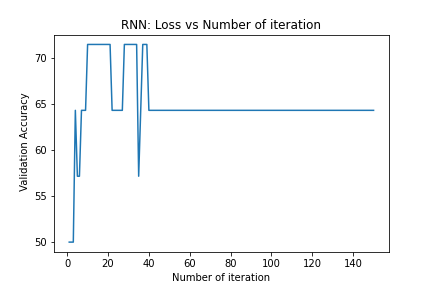 RNN: Loss vs Number of iteration
Validation Accuracy
70
65
60
55
50
0 20 40 60 80 100 120 140
Number of iteration